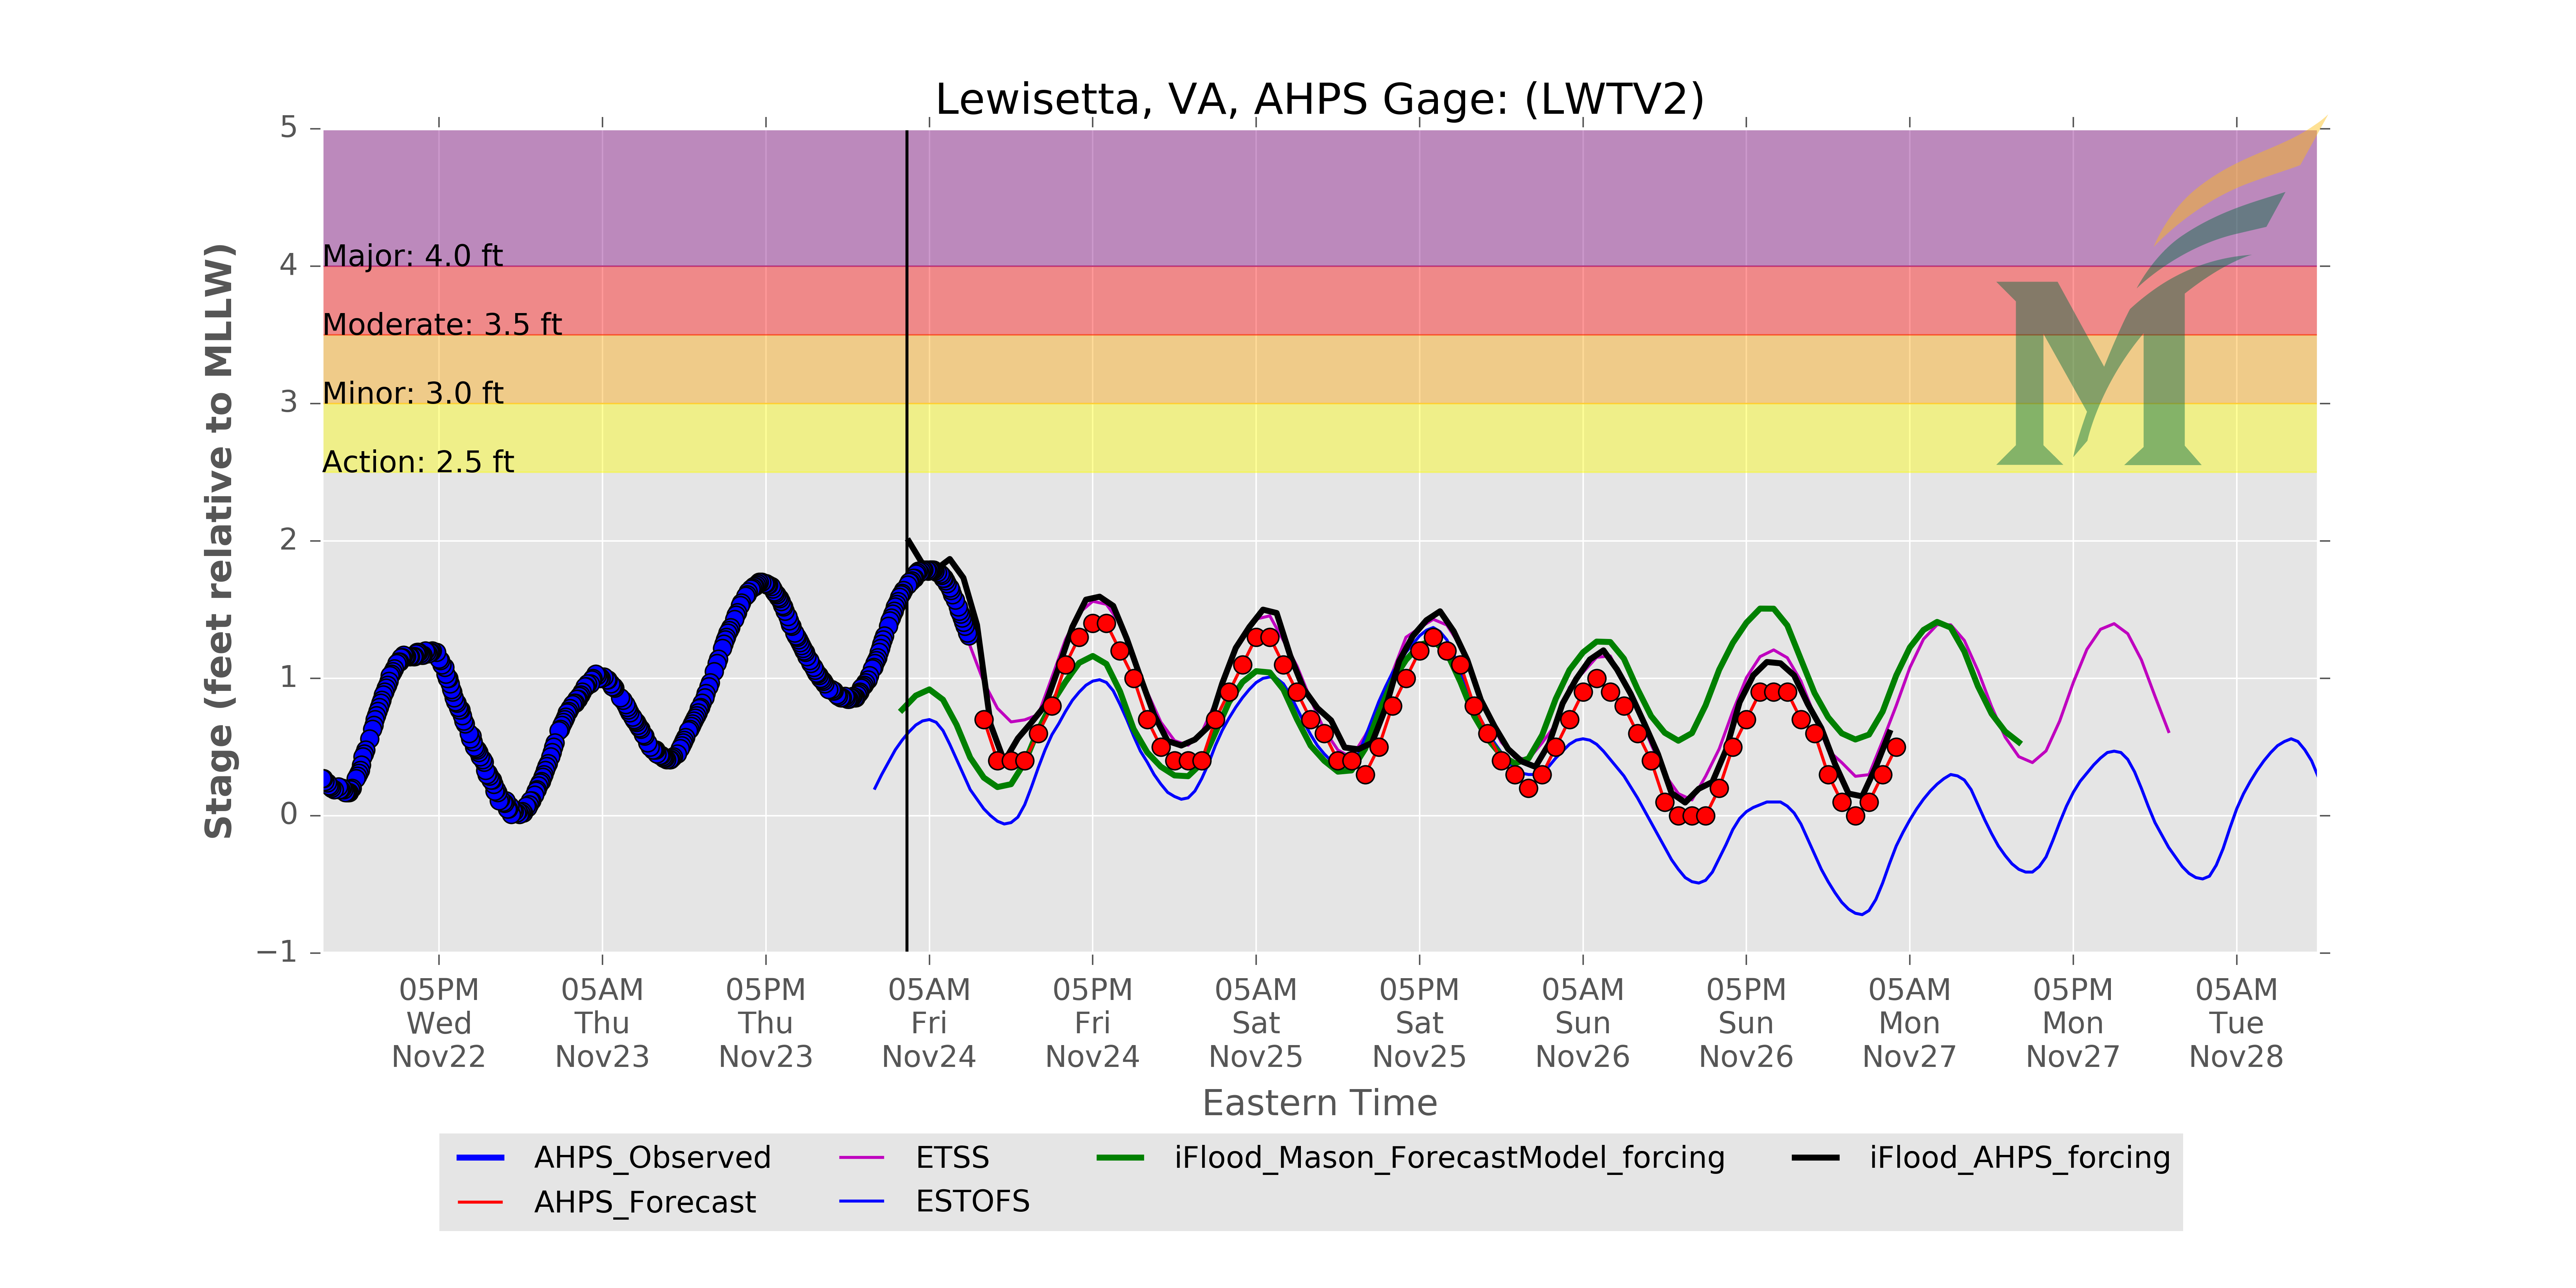 Lewisetta, VA, AHPS Gage: (LWTV2)
Stage (feet relative to MLLW)
5
4
3
2
1
0
−1
Major: 4.0 ft
Moderate: 3.5 ft
Minor: 3.0 ft
Action: 2.5 ft
M
05PM 05AM 05PM 05AM 05PM 05AM 05PM 05AM 05PM 05AM 05PM 05AM
Wed Thu Thu Fri Fri Sat Sat Sun Sun Mon Mon Tue
Nov22 Nov23 Nov23 Nov24 Nov24 Nov25 Nov25 Nov26 Nov26 Nov27 Nov27 Nov28
Eastern Time
AHPS_Observed ETSS iFlood_Mason_ForecastModel_forcing iFlood_AHPS_forcing
AHPS_Forecast ESTOFS